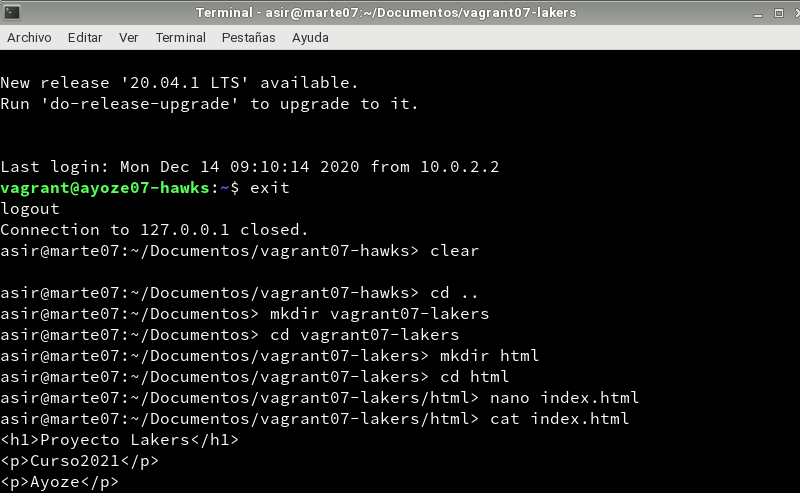 Terminal - asir@marte07:~/Documentos/vagrant07-lakers
Archivo Editar Ver Terminal Pestañas Ayuda
New release '20.04.1 LTS' available.
Run 'do-release-upgrade' to upgrade to it.
Last login: Mon Dec 14 09:10:14 2020 from 10.0.2.2
vagrant@ayoze07-hawks:~$ exit
logout
Connection to 127.0.0.1 closed.
asir@marte07:~/Documentos/vagrant07-hawks> clear
asir@marte07:~/Documentos/vagrant07-hawks> cd ..
asir@marte07:~/Documentos> mkdir vagrant07-lakers
asir@marte07:~/Documentos> cd vagrant07-lakers
asir@marte07:~/Documentos/vagrant07-lakers> mkdir html
asir@marte07:~/Documentos/vagrant07-lakers> cd html
asir@marte07:~/Documentos/vagrant07-lakers/html> nano index.html
asir@marte07:~/Documentos/vagrant07-lakers/html> cat index.html
<h1>Proyecto Lakers</h1>
<p>Curso2021</p>
<p>Ayoze</p>